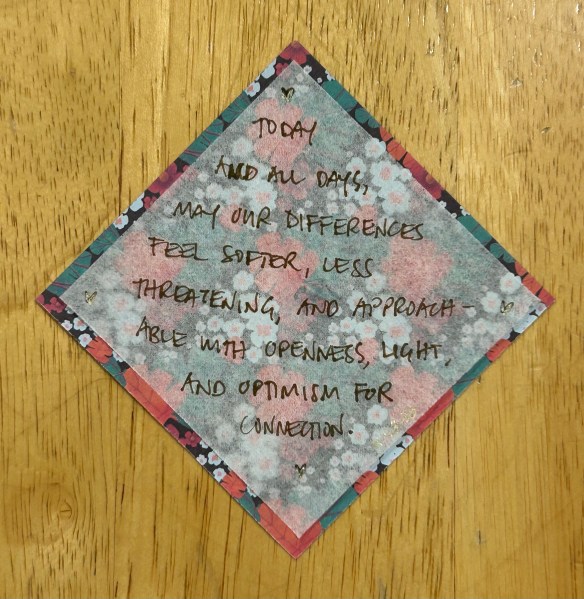 TODAY
AND ALL DAYS,
MAY OUR DIFFERENCES
FEEL SOFTER, LESS
THREATENING, AND APPROACH-
ABLE WITH OPENNESS, LIGHT,
AND OPTIMISM FOR
CONNECTION.